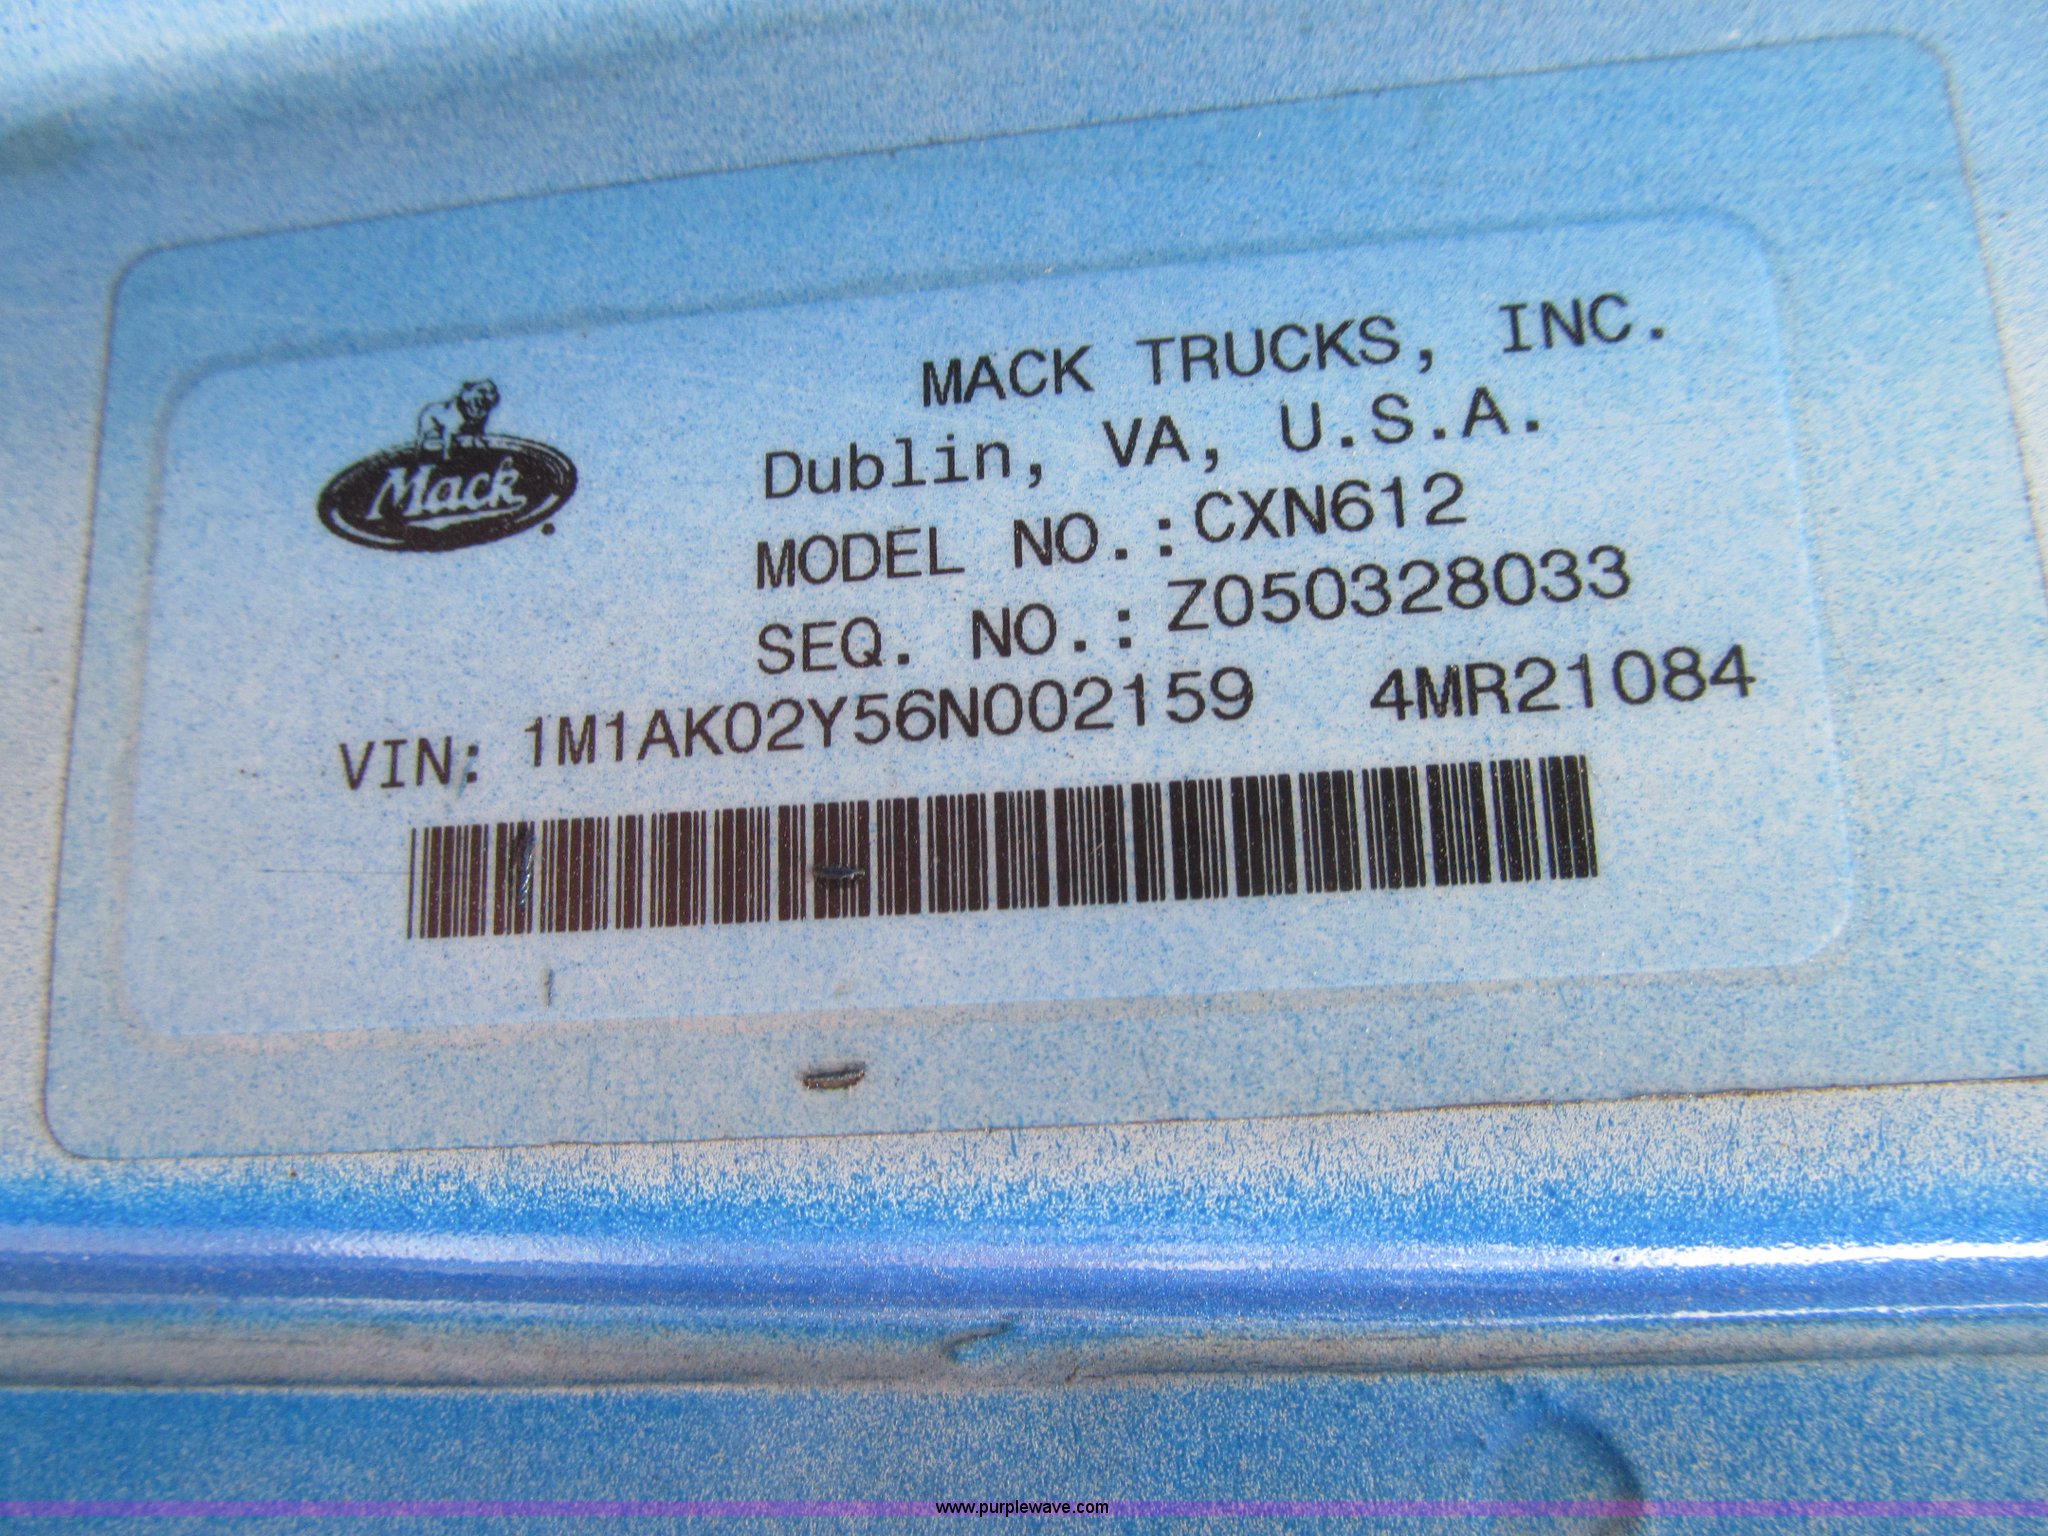 Mack
MACK TRUCKS, INC.
Dublin, VA, U.S.A.
MODEL NO.:CXN612
SEQ. NO.: Z050328033
VIN: 1M1AK02Y56N002159 4MR21084
www.purplewave.com